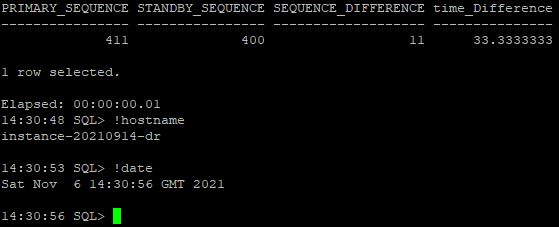 PRIMARY_SEQUENCE STANDBY_SEQUENCE SEQUENCE_DIFFERENCE time_Difference
---------------- ---------------- ------------------- ---------------
411 400 11 33.3333333
1 row selected.
Elapsed: 00:00:00.01
14:30:48 SQL> !hostname
instance-20210914-dr
14:30:53 SQL> !date
Sat Nov  6 14:30:56 GMT 2021
14:30:56 SQL>